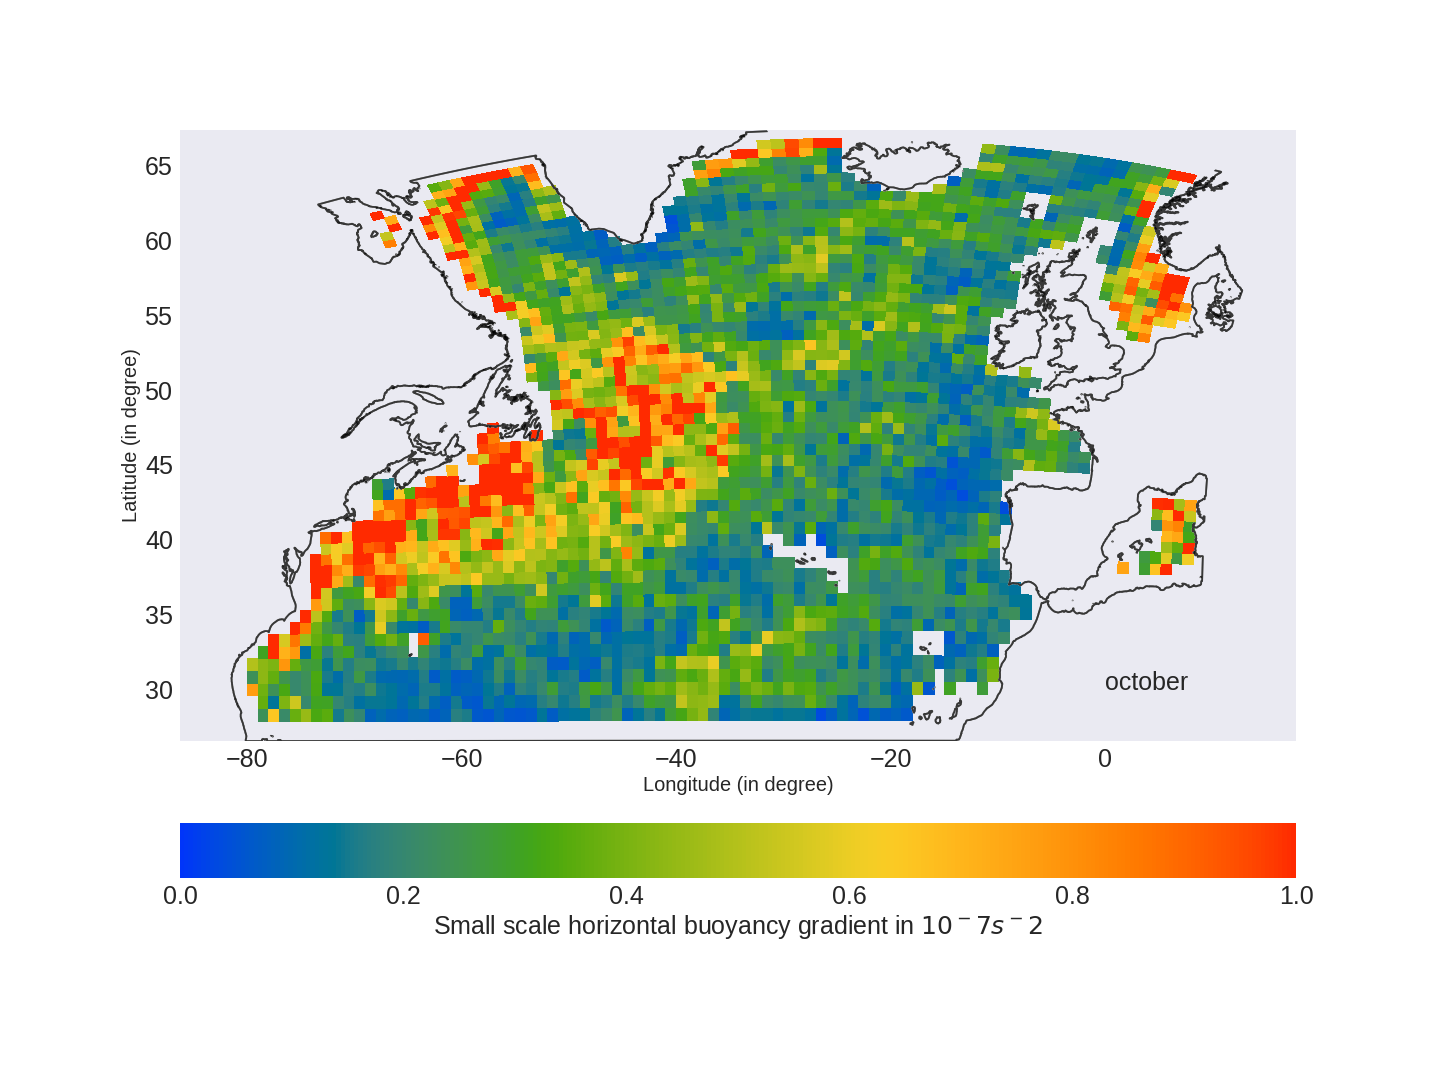 65
60
55
50
45
40
35
30
Latitude (in degree)
october
−80 −60 −40 −20 0
Longitude (in degree)
0.0 0.2 0.4 0.6 0.8 1.0
Small scale horizontal buoyancy gradient in 10⁻7s⁻2